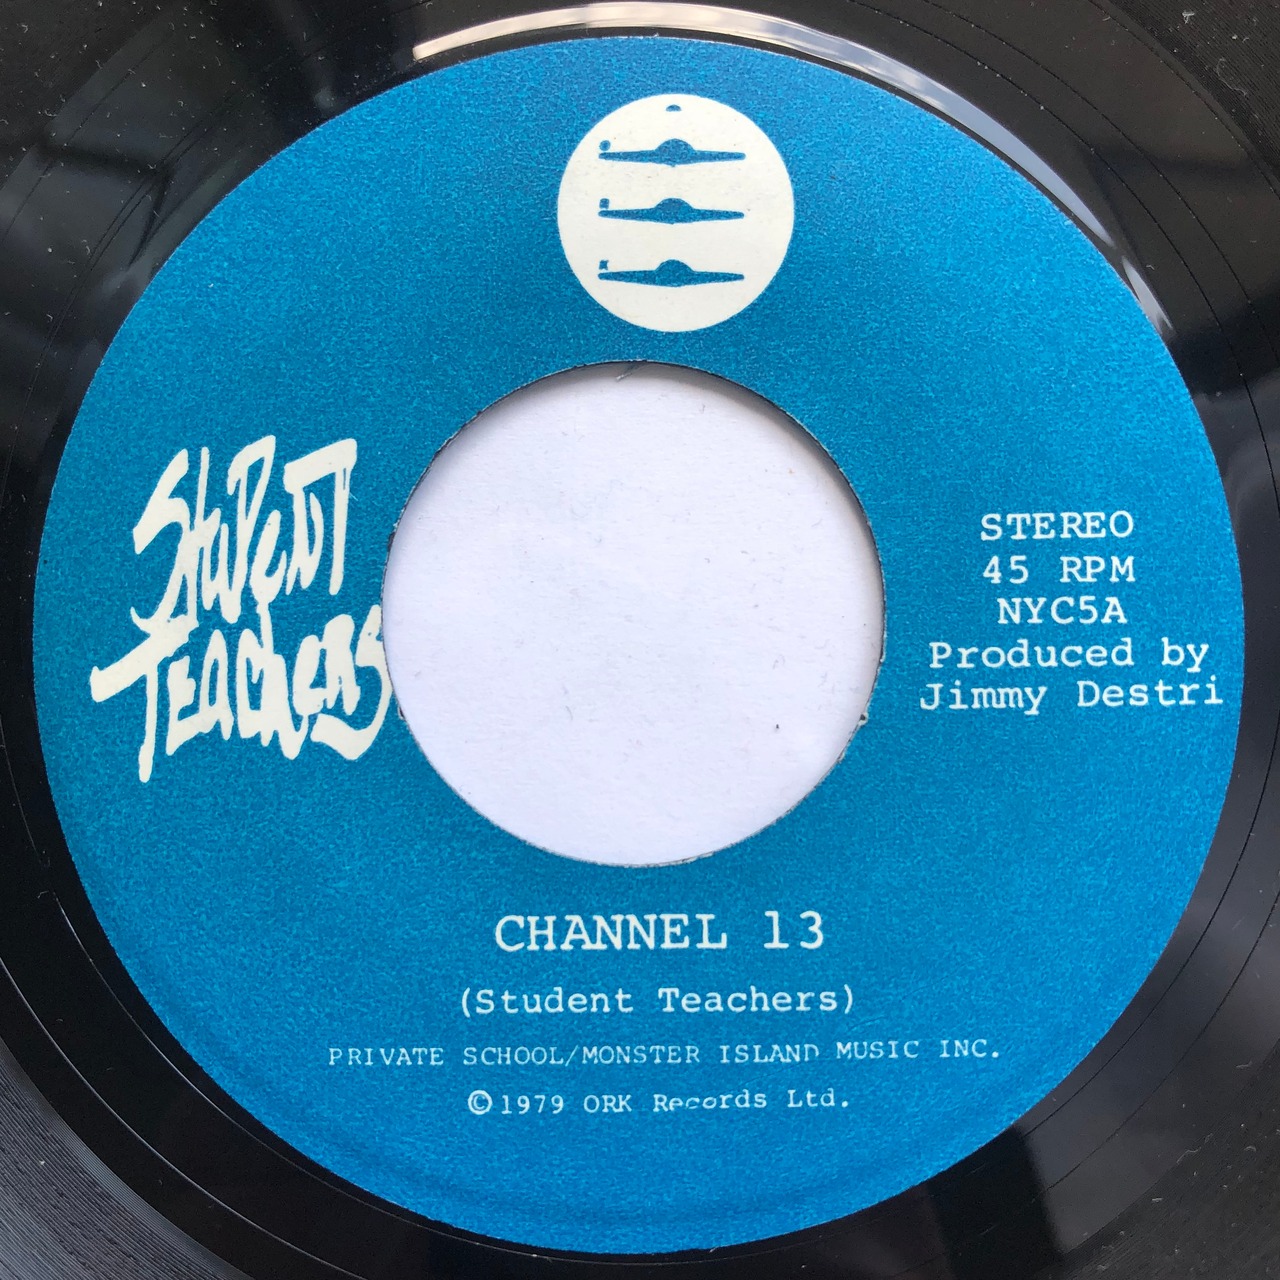 O
R
K
STUDENT
TEACHERS
STEREO
45 RPM
NYC5A
Produced by
Jimmy Destri
CHANNEL 13
(Student Teachers)
PRIVATE SCHOOL/MONSTER ISLAND MUSIC INC.
©1979 ORK Records Ltd.